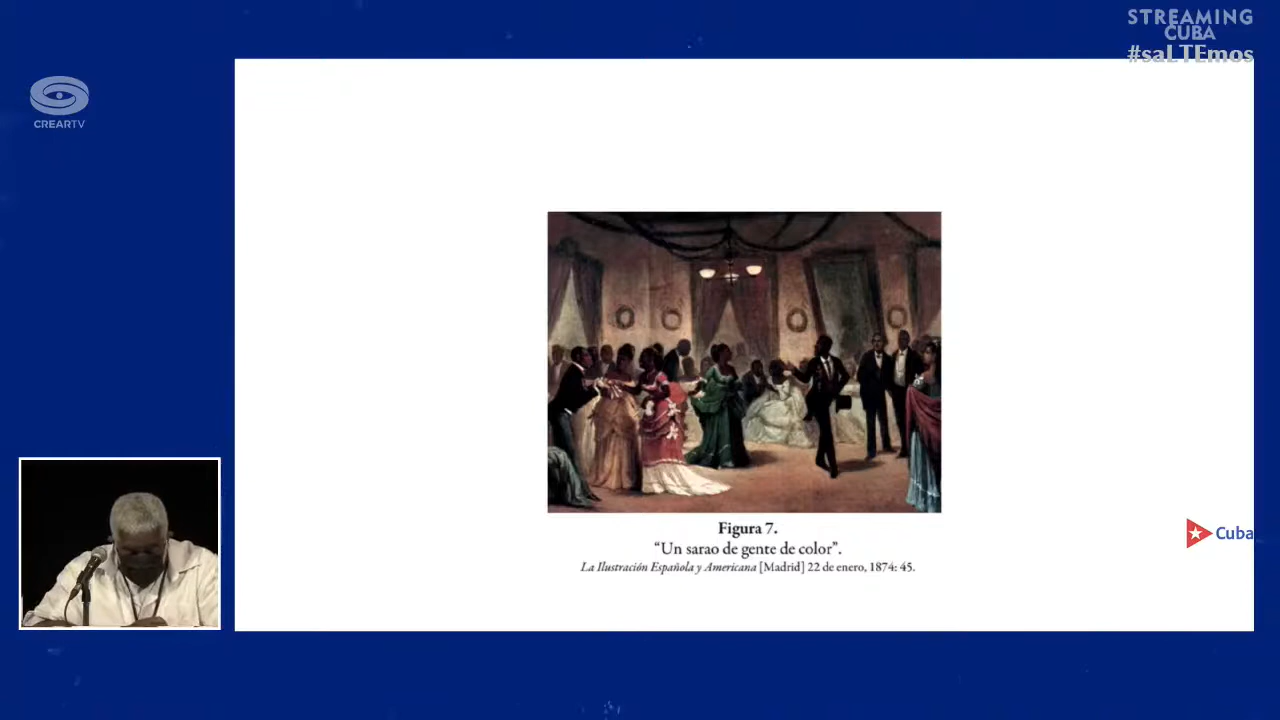 STREAMING
CUBA
#saLTEmos
CREARTV
Figura 7.
“Un sarao de gente de color”.
La Ilustración Española y Americana [Madrid] 22 de enero, 1874: 45.
Cuba